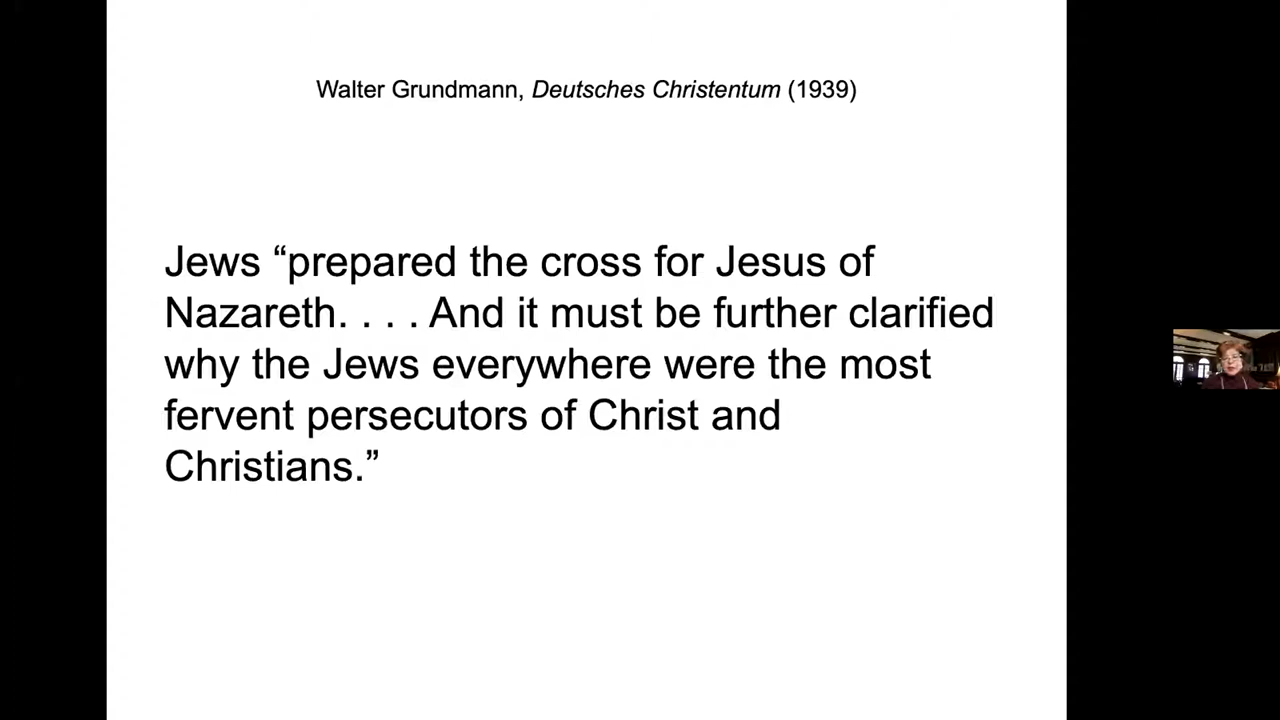 Walter Grundmann, Deutsches Christentum (1939)
Jews “prepared the cross for Jesus of
Nazareth. . . . And it must be further clarified
why the Jews everywhere were the most
fervent persecutors of Christ and
Christians.”